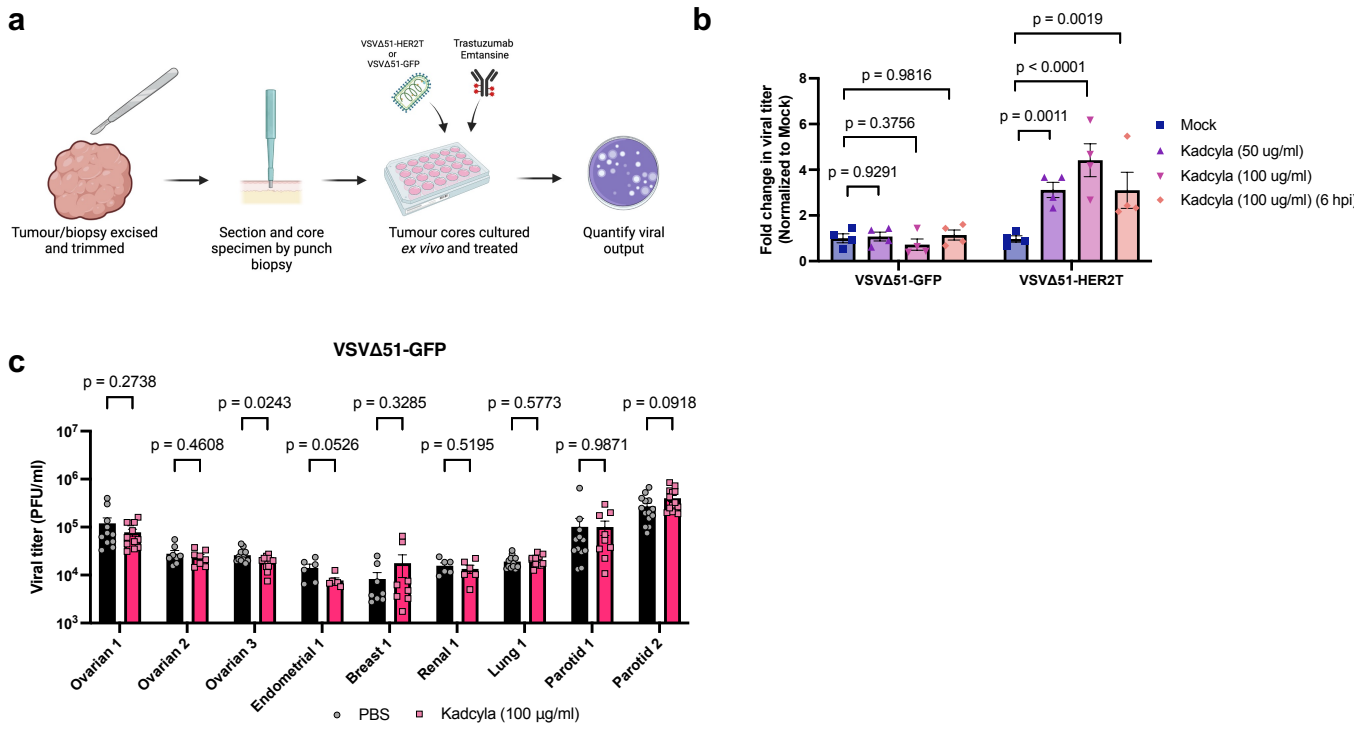 a
VSVΔ51-HER2T
or
VSVΔ51-GFP
Trastuzumab
Emtansine
Tumour/biopsy excised
and trimmed
Section and core
specimen by punch
biopsy
Tumour cores cultured
ex vivo and treated
Quantify viral
output
b
p = 0.0019
p < 0.0001
p = 0.0011
p = 0.9816
p = 0.3756
p = 0.9291
Fold change in viral titer
(Normalized to Mock)
8
6
4
2
0
VSVΔ51-GFP
VSVΔ51-HER2T
Mock
Kadcyla (50 ug/ml)
Kadcyla (100 ug/ml)
Kadcyla (100 ug/ml) (6 hpi)
c
VSVΔ51-GFP
p = 0.2738
p = 0.4608
p = 0.0243
p = 0.0526
p = 0.3285
p = 0.5195
p = 0.5773
p = 0.9871
p = 0.0918
Viral titer (PFU/ml)
10⁷
10⁶
10⁵
10⁴
10³
Ovarian 1
Ovarian 2
Ovarian 3
Endometrial 1
Breast 1
Renal 1
Lung 1
Parotid 1
Parotid 2
PBS
Kadcyla (100 µg/ml)